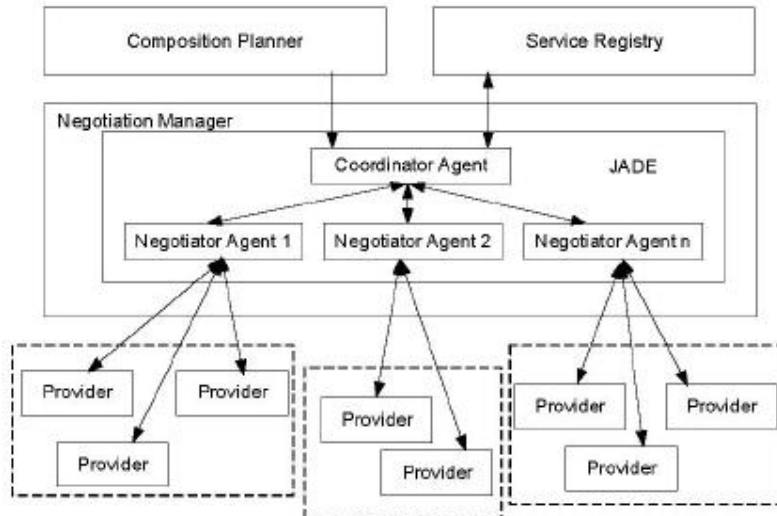 Composition Planner
Service Registry
Negotiation Manager
Coordinator Agent
JADE
Negotiator Agent 1
Negotiator Agent 2
Negotiator Agent n
Provider
Provider
Provider
Provider
Provider
Provider
Provider
Provider